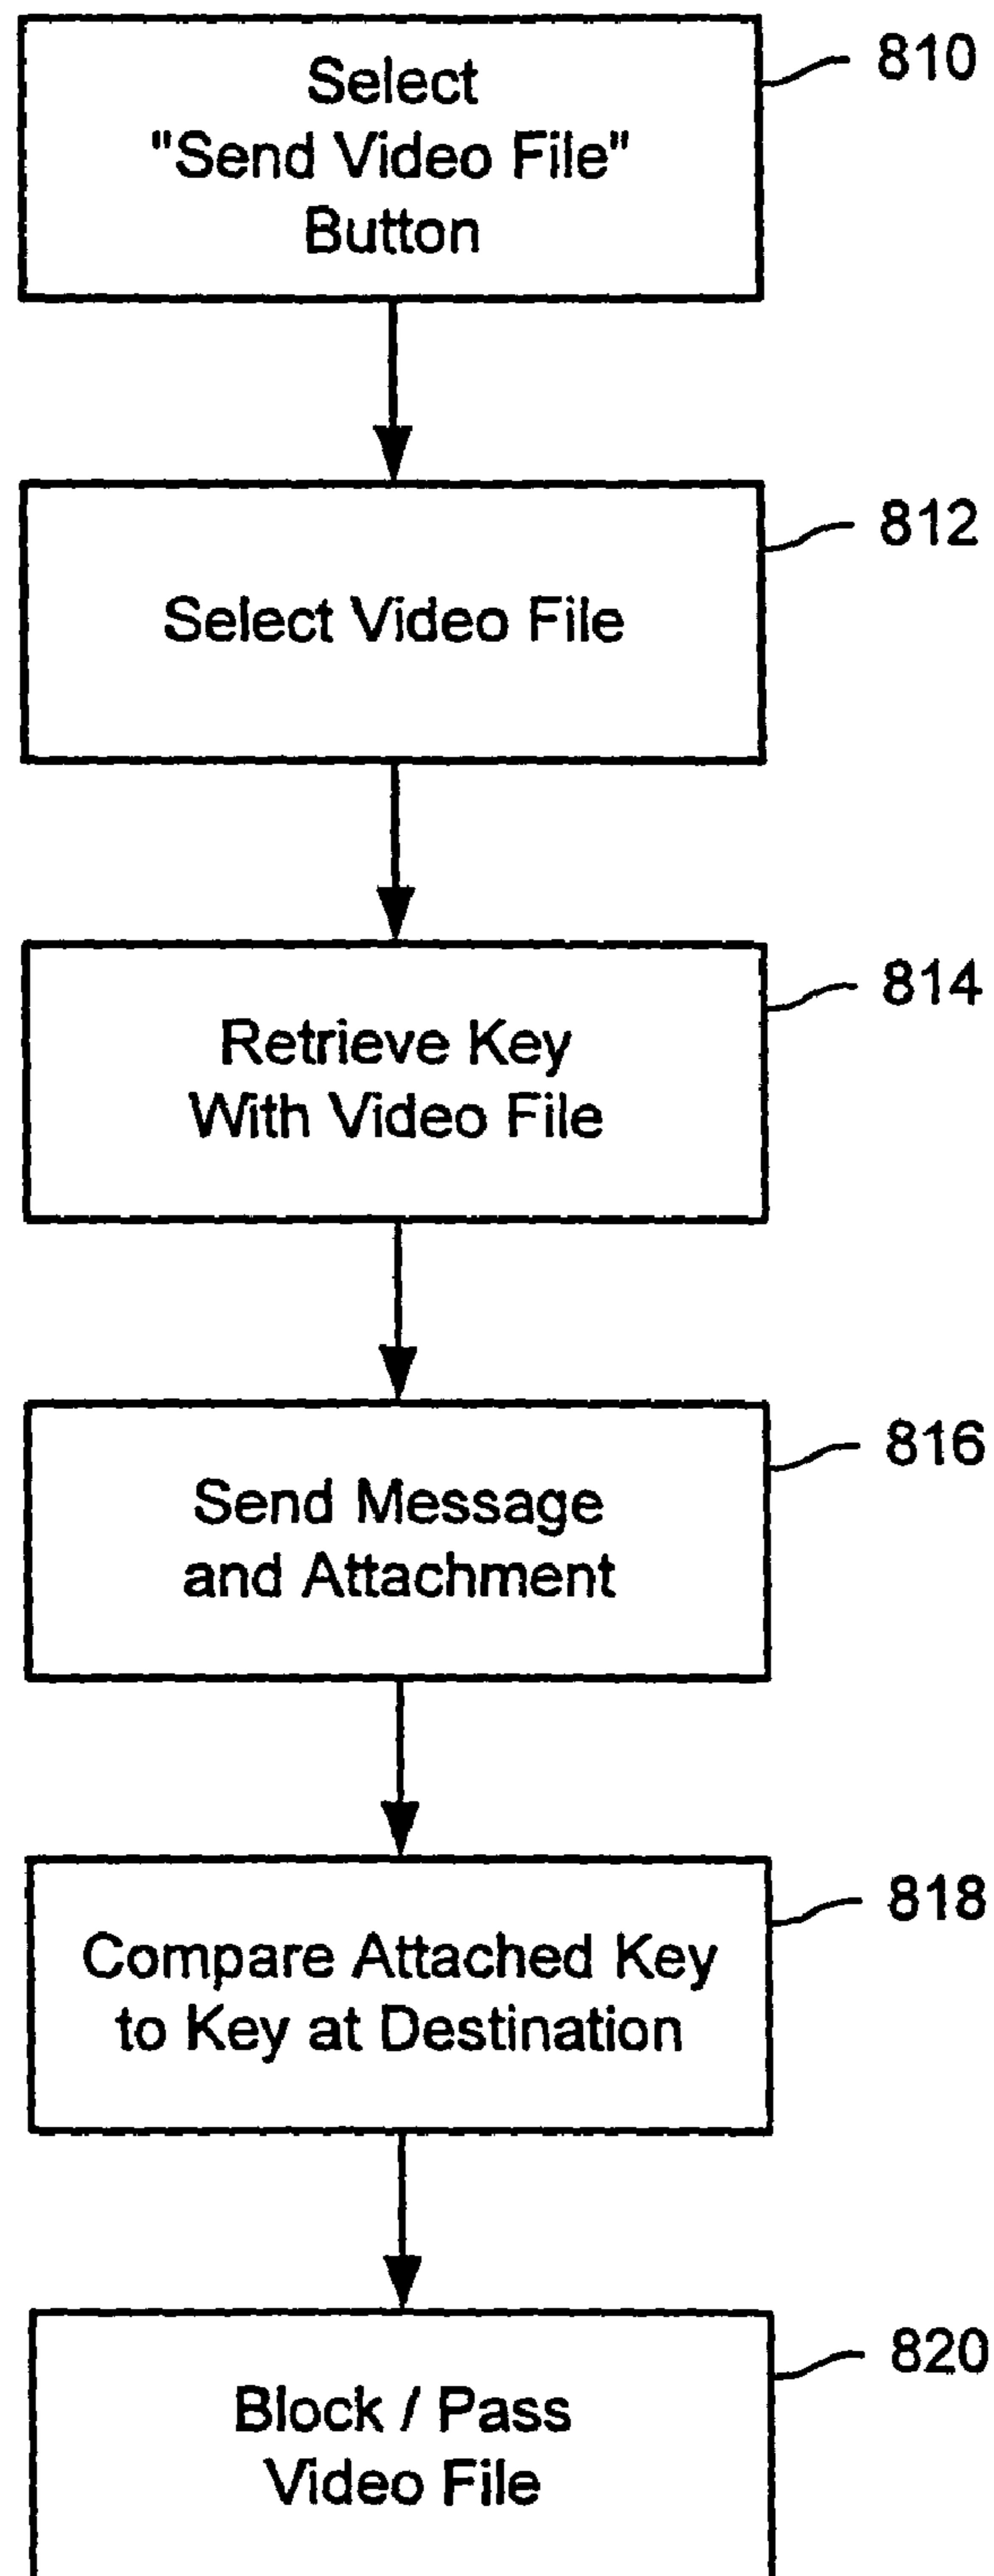 Select
"Send Video File"
Button
810
Select Video File
812
Retrieve Key
With Video File
814
Send Message
and Attachment
816
Compare Attached Key
to Key at Destination
818
Block / Pass
Video File
820